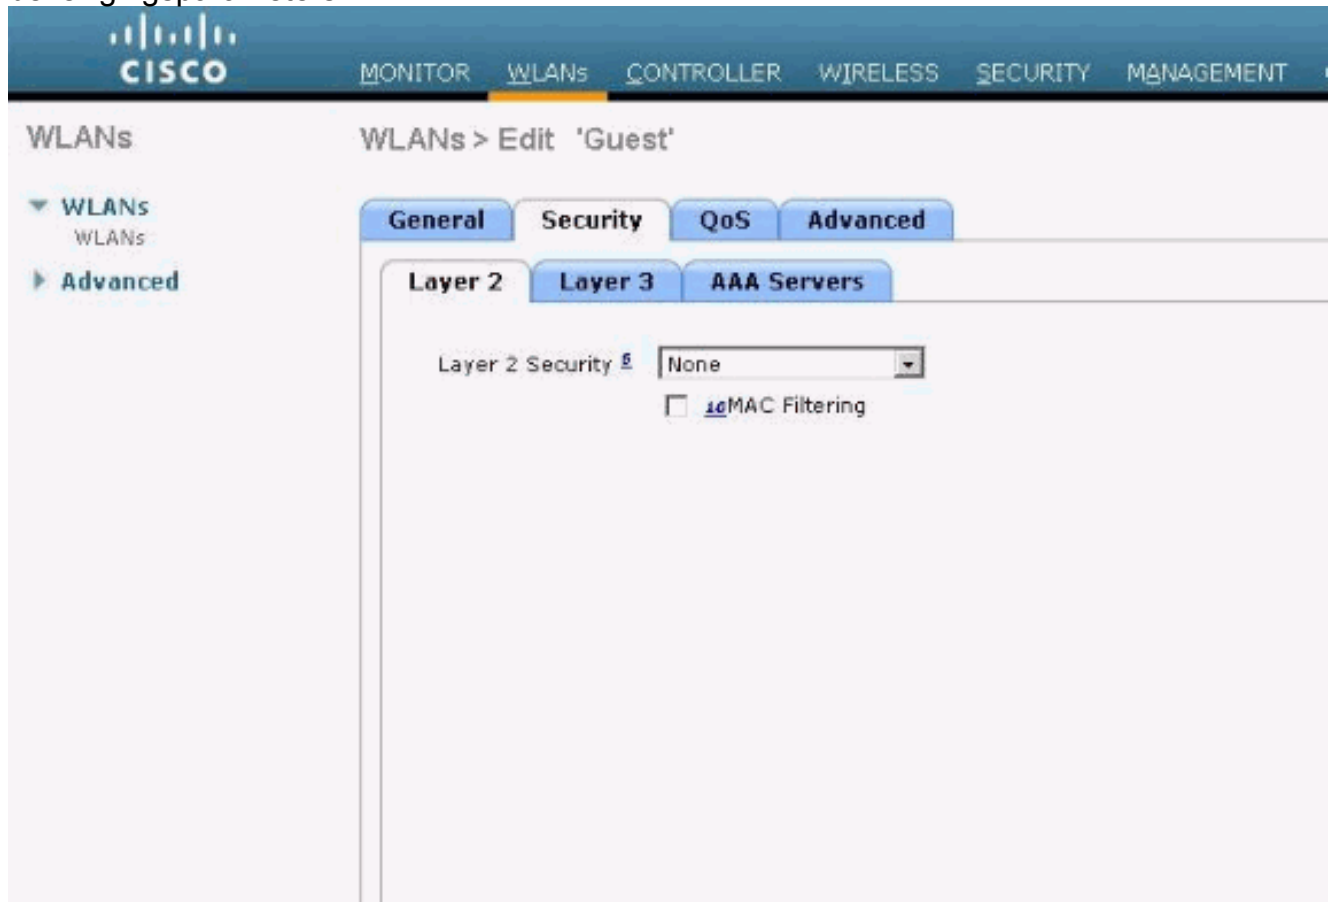 CISCO
MONITOR WLANs CONTROLLER WIRELESS SECURITY MANAGEMENT
WLANs
WLANs > Edit 'Guest'
WLANs
WLANs
Advanced
General Security QoS Advanced
Layer 2 Layer 3 AAA Servers
Layer 2 Security None
MAC Filtering